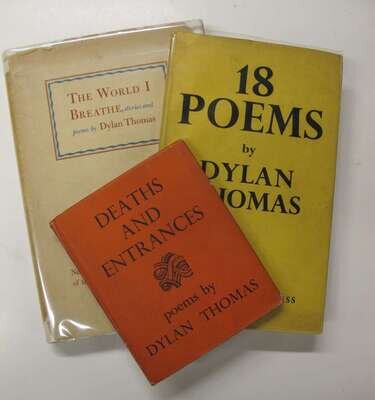 THE WORLD I
BREATHE, stories and
poems by Dylan Thomas
of
18
POEMS
by
DYLAN
THOMAS
DEATHS
AND
ENTRANCES
poems by
DYLAN THOMAS